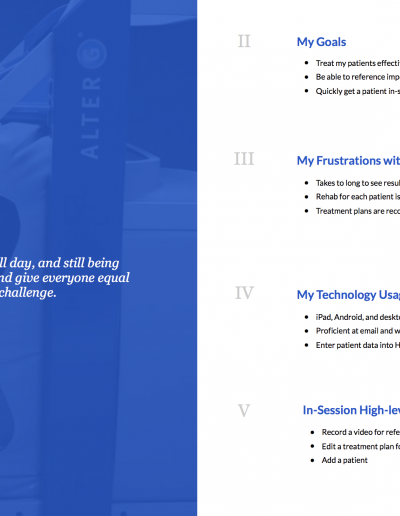 ALTER G
ll day, and still being
nd give everyone equal
challenge.
II
My Goals
Treat my patients effecti
Be able to reference impo
Quickly get a patient in-s
III
My Frustrations wit
Takes to long to see resul
Rehab for each patient is
Treatment plans are reco
IV
My Technology Usag
iPad, Android, and deskto
Proficient at email and w
Enter patient data into H
V
In-Session High-lev
Record a video for refe
Edit a treatment plan fo
Add a patient